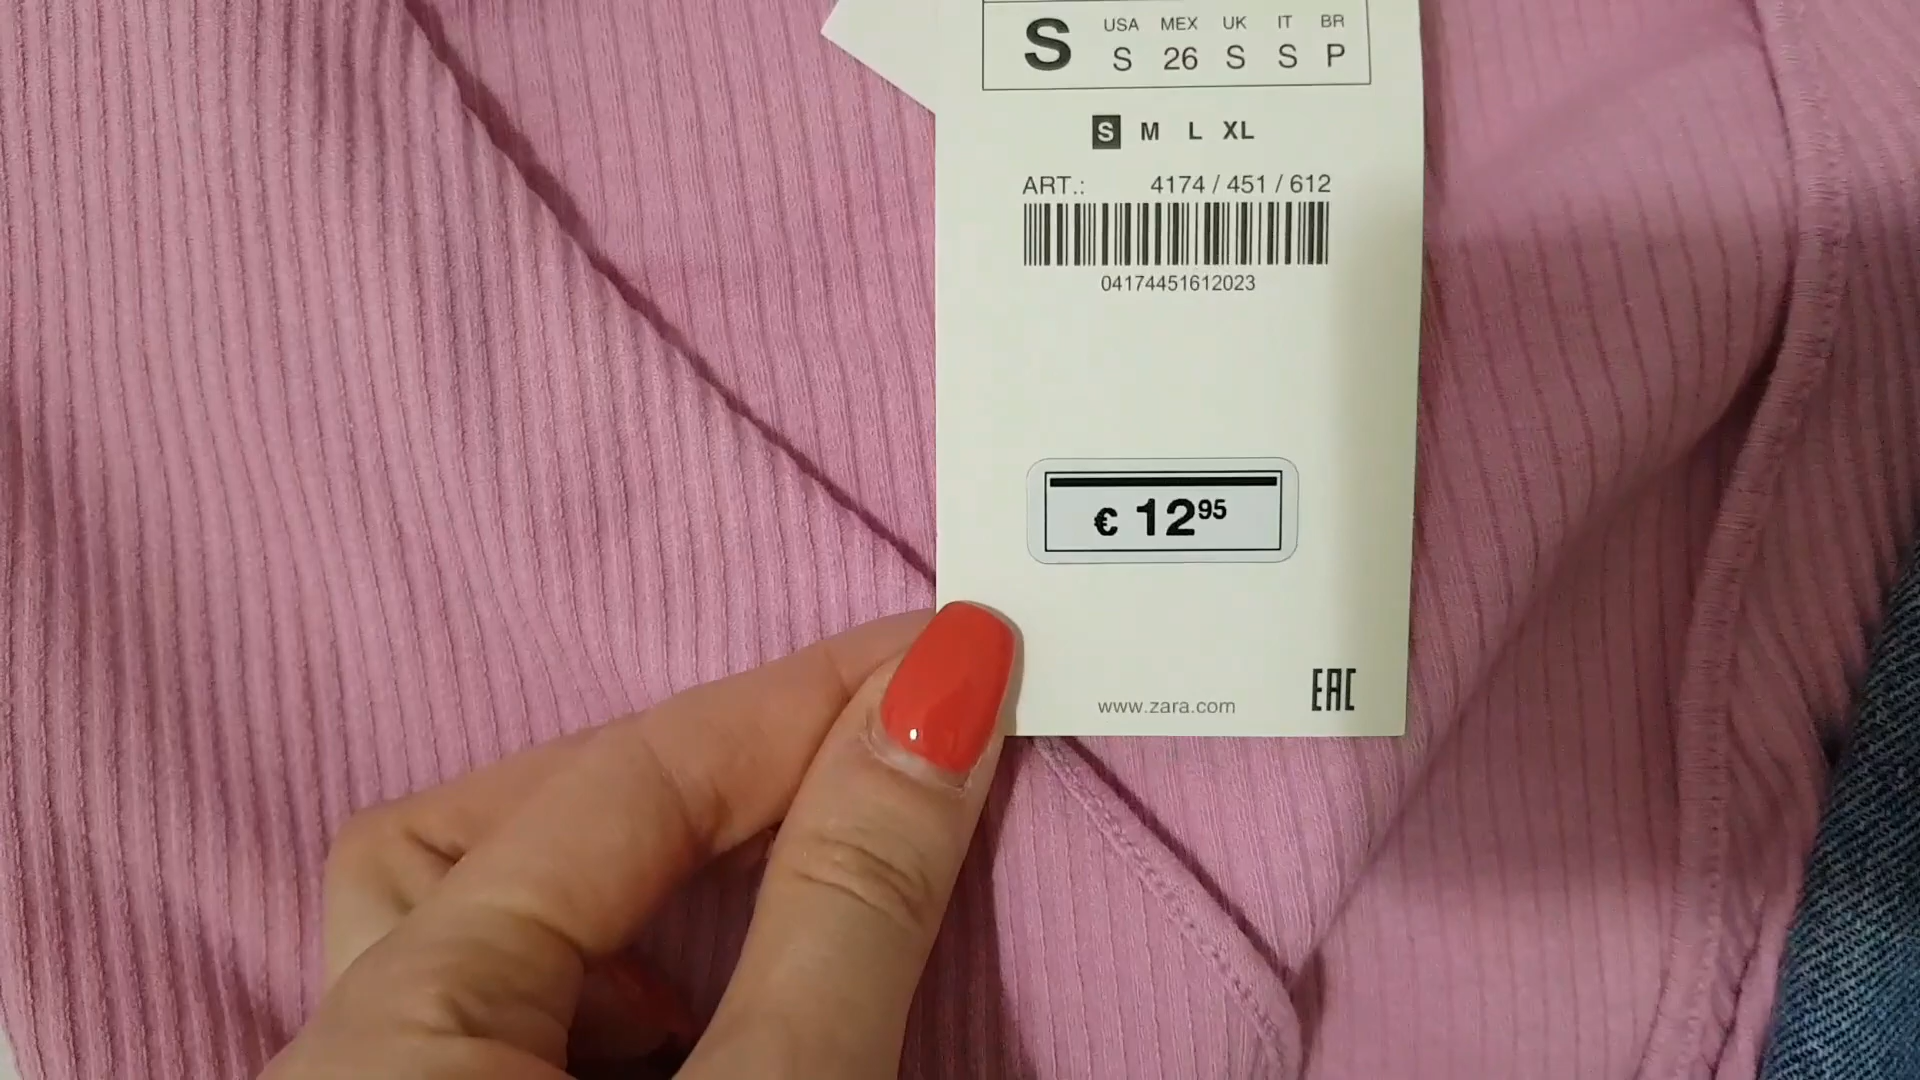 S USA MEX UK IT BR
S 26 S S P
S M L XL
ART.: 4174 / 451 / 612
04174451612023
€ 12 95
www.zara.com
EAC